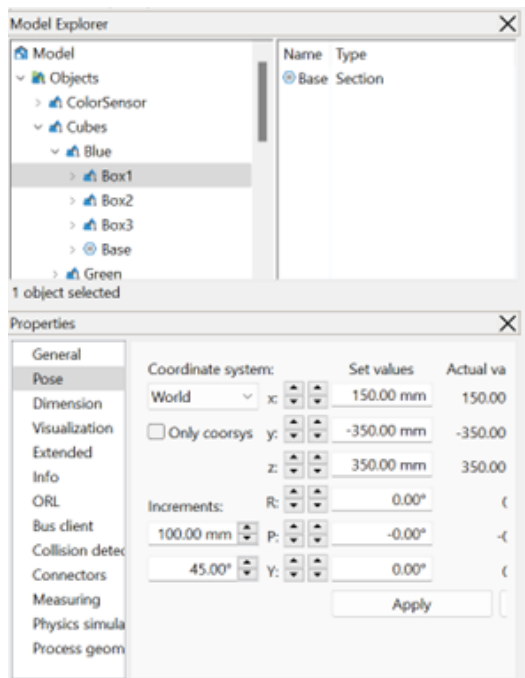 Model Explorer
Model
Objects
ColorSensor
Cubes
Blue
Box1
Box2
Box3
Base
Green
Name Type
Base Section
1 object selected
Properties
General
Pose
Dimension
Visualization
Extended
Info
ORL
Bus client
Collision detec
Connectors
Measuring
Physics simula
Process geom
Coordinate system: Set values Actual va
World x: 150.00 mm 150.00
Only coorsys y: -350.00 mm -350.00
z: 350.00 mm 350.00
Increments: R: 0.00°
100.00 mm P: -0.00°
45.00° Y: 0.00°
Apply